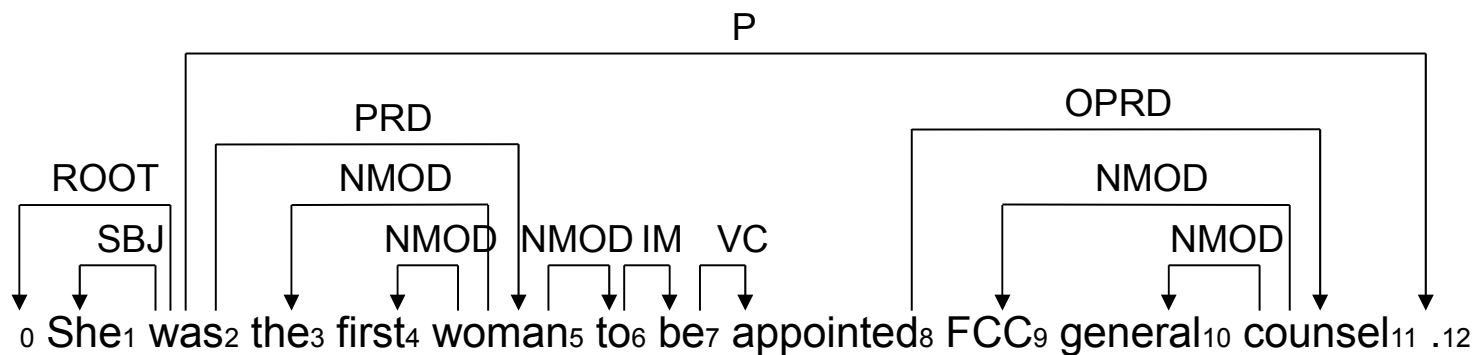 P
PRD OPRD
ROOT NMOD NMOD
SBJ NMOD NMOD IM VC NMOD
0 She1 was2 the3 first4 woman5 to6 be7 appointed8 FCC9 general10 counsel11 .12